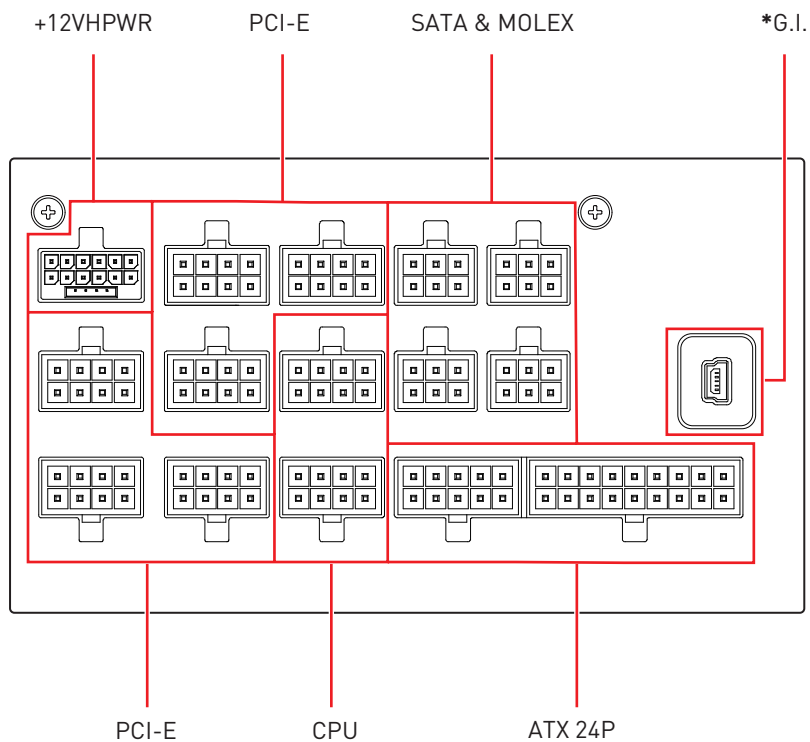 +12VHPWR
PCI-E
SATA & MOLEX
*G.I.
PCI-E
CPU
ATX 24P